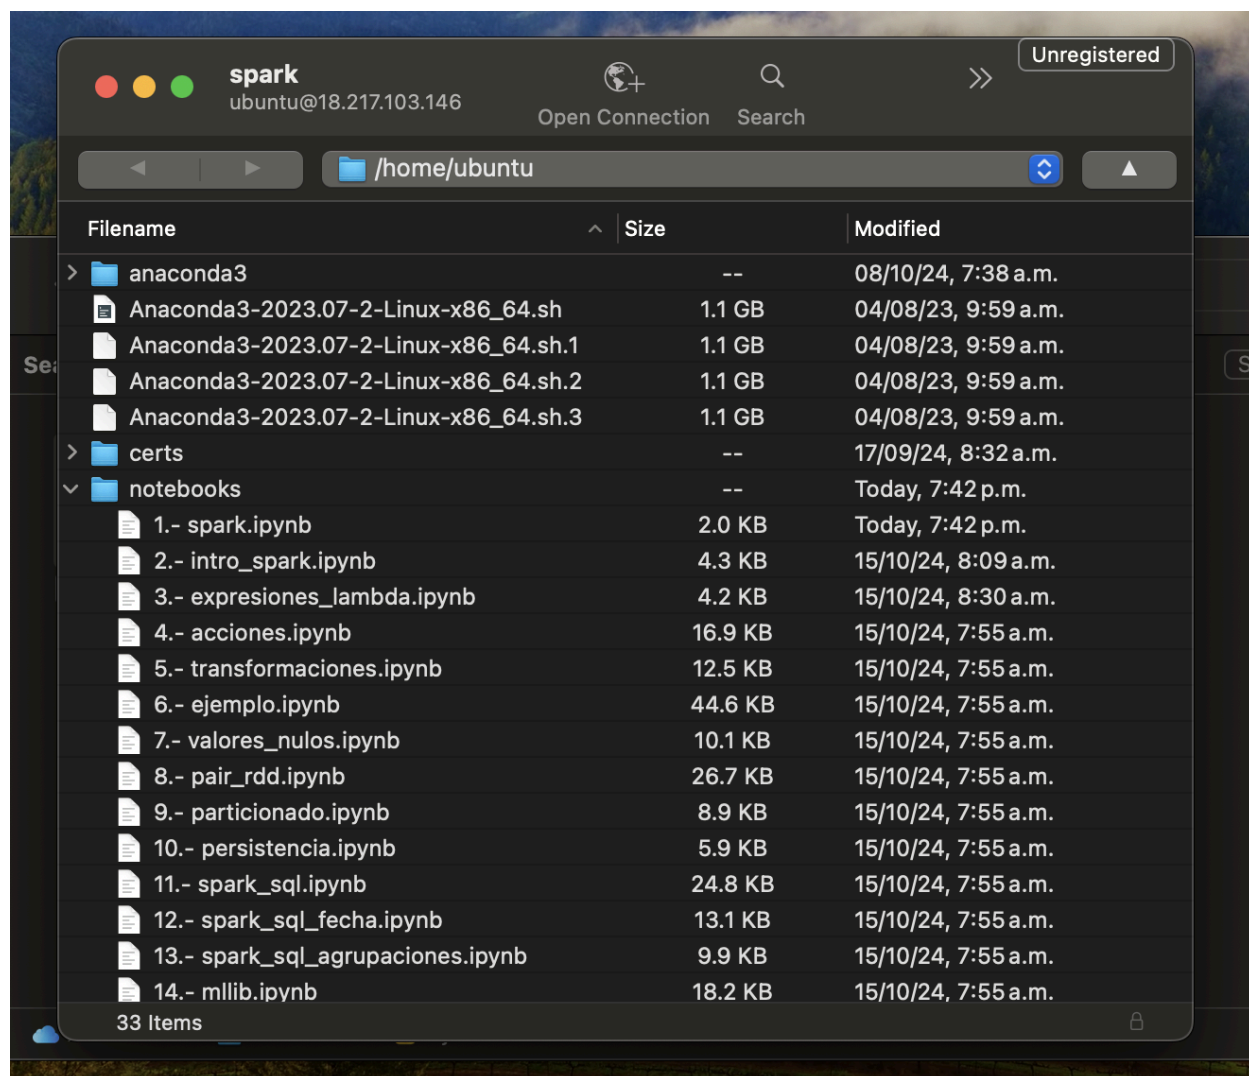 Unregistered
spark
ubuntu@18.217.103.146
Open Connection Search
/home/ubuntu
Filename Size Modified
anaconda3 -- 08/10/24, 7:38 a.m.
Anaconda3-2023.07-2-Linux-x86_64.sh 1.1 GB 04/08/23, 9:59 a.m.
Anaconda3-2023.07-2-Linux-x86_64.sh.1 1.1 GB 04/08/23, 9:59 a.m.
Anaconda3-2023.07-2-Linux-x86_64.sh.2 1.1 GB 04/08/23, 9:59 a.m.
Anaconda3-2023.07-2-Linux-x86_64.sh.3 1.1 GB 04/08/23, 9:59 a.m.
certs -- 17/09/24, 8:32 a.m.
notebooks -- Today, 7:42 p.m.
1.- spark.ipynb 2.0 KB Today, 7:42 p.m.
2.- intro_spark.ipynb 4.3 KB 15/10/24, 8:09 a.m.
3.- expresiones_lambda.ipynb 4.2 KB 15/10/24, 8:30 a.m.
4.- acciones.ipynb 16.9 KB 15/10/24, 7:55 a.m.
5.- transformaciones.ipynb 12.5 KB 15/10/24, 7:55 a.m.
6.- ejemplo.ipynb 44.6 KB 15/10/24, 7:55 a.m.
7.- valores_nulos.ipynb 10.1 KB 15/10/24, 7:55 a.m.
8.- pair_rdd.ipynb 26.7 KB 15/10/24, 7:55 a.m.
9.- particionado.ipynb 8.9 KB 15/10/24, 7:55 a.m.
10.- persistencia.ipynb 5.9 KB 15/10/24, 7:55 a.m.
11.- spark_sql.ipynb 24.8 KB 15/10/24, 7:55 a.m.
12.- spark_sql_fecha.ipynb 13.1 KB 15/10/24, 7:55 a.m.
13.- spark_sql_agrupaciones.ipynb 9.9 KB 15/10/24, 7:55 a.m.
14.- mllib.ipynb 18.2 KB 15/10/24, 7:55 a.m.
33 Items